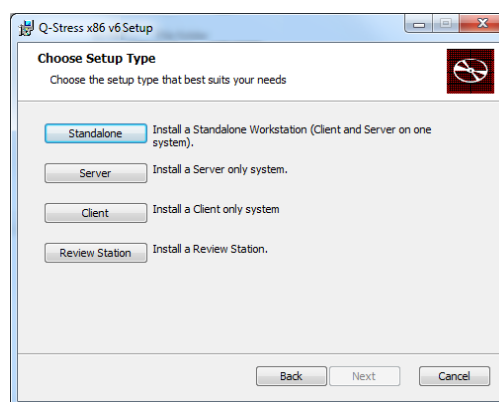 Q-Stress x86 v6 Setup
Choose Setup Type
Choose the setup type that best suits your needs
Standalone
Install a Standalone Workstation (Client and Server on one
system).
Server
Install a Server only system.
Client
Install a Client only system
Review Station
Install a Review Station.
Back
Next
Cancel